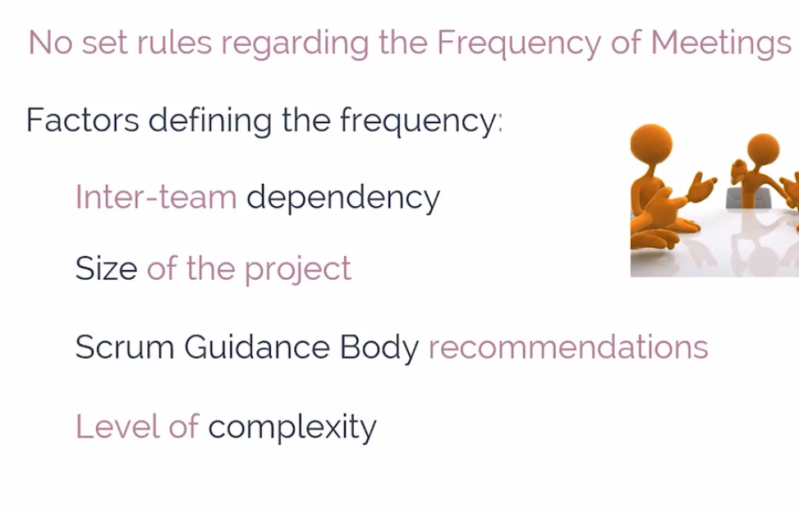 No set rules regarding the Frequency of Meetings
Factors defining the frequency:
Inter-team dependency
Size of the project
Scrum Guidance Body recommendations
Level of complexity